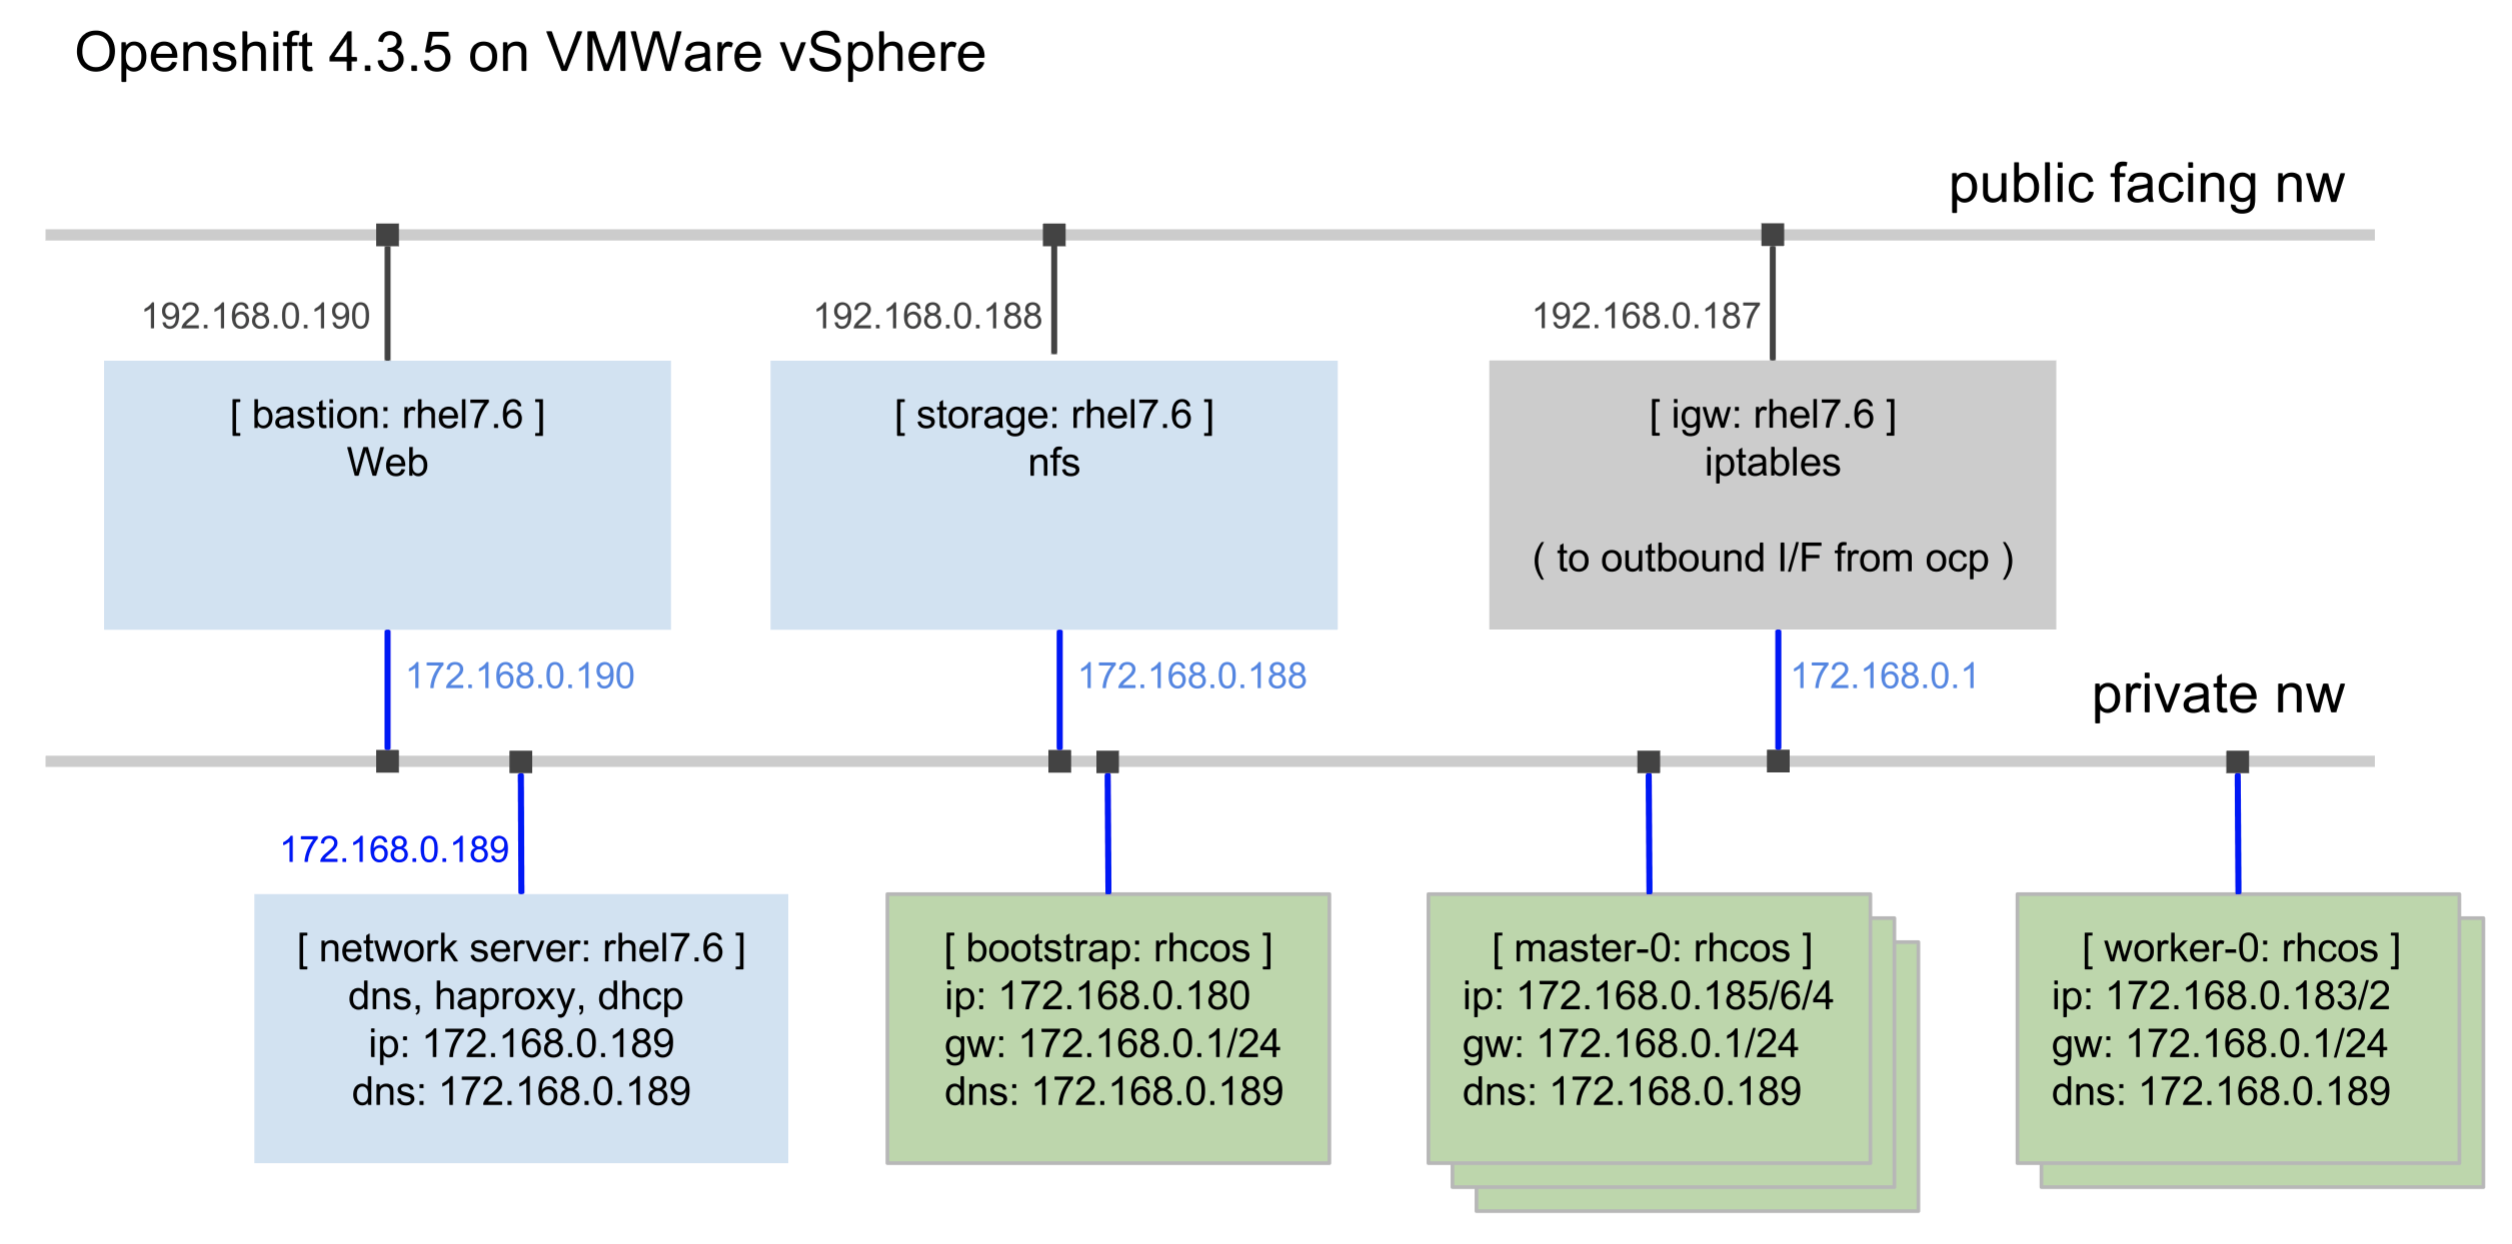 Openshift 4.3.5 on VMWare vSphere
public facing nw
192.168.0.190
192.168.0.188
192.168.0.187
[ bastion: rhel7.6 ]
Web
[ storage: rhel7.6 ]
nfs
[ igw: rhel7.6 ]
iptables
( to outbound I/F from ocp )
172.168.0.190
172.168.0.188
172.168.0.1
private nw
172.168.0.189
[ network server: rhel7.6 ]
dns, haproxy, dhcp
ip: 172.168.0.189
dns: 172.168.0.189
[ bootstrap: rhcos ]
ip: 172.168.0.180
gw: 172.168.0.1/24
dns: 172.168.0.189
[ master-0: rhcos ]
ip: 172.168.0.185/6/4
gw: 172.168.0.1/24
dns: 172.168.0.189
[ worker-0: rhcos ]
ip: 172.168.0.183/2
gw: 172.168.0.1/24
dns: 172.168.0.189